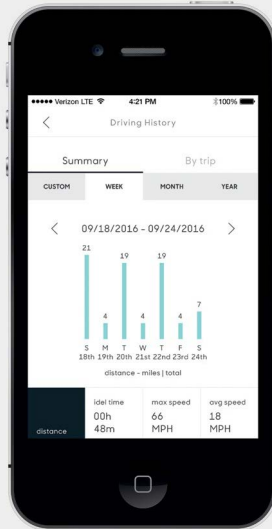 Verizon LTE 4:21 PM 100%
Driving History
Summary By trip
CUSTOM WEEK MONTH YEAR
09/18/2016 - 09/24/2016
21
19 19
7
4 4 4
S M T W T F S
18th 19th 20th 21st 22nd 23rd 24th
distance - miles | total
idel time max speed avg speed
00h 66 18
48m MPH MPH
distance